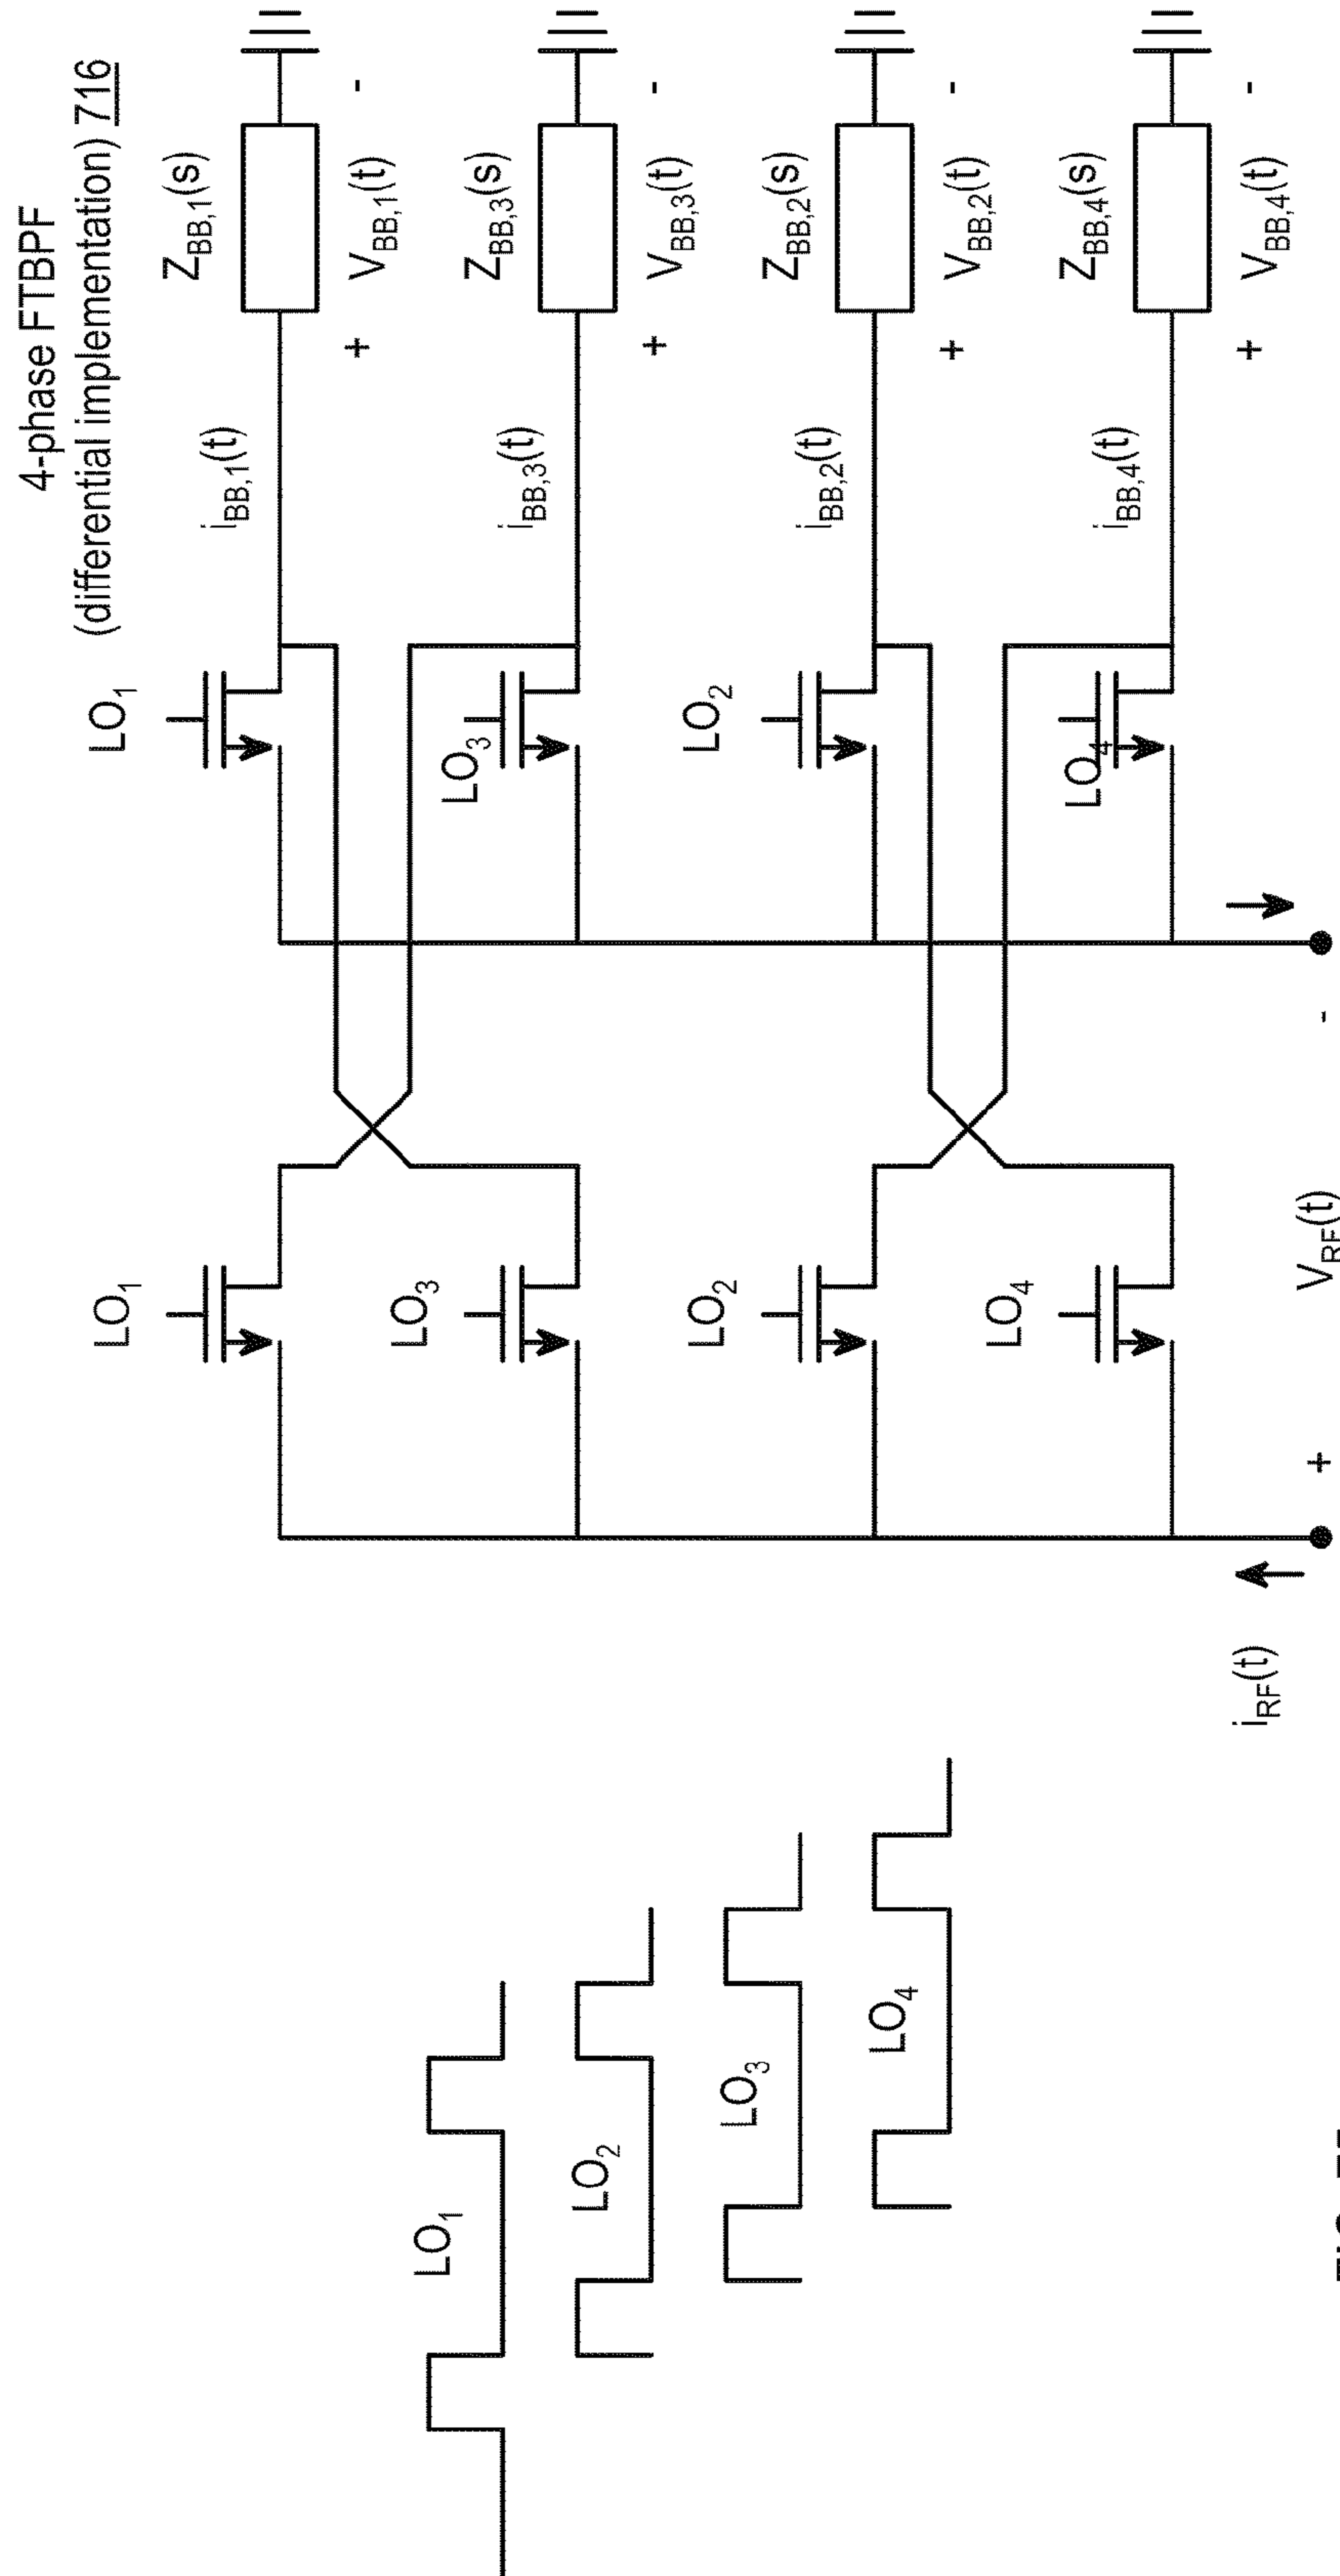 4-phase FTBPF
(differential implementation) 716
LO1
LO2
LO3
LO4
LO1
LO3
LO2
LO4
LO1
LO3
LO2
LO4
iBB,1(t)
iBB,3(t)
iBB,2(t)
iBB,4(t)
ZBB,1(s)
+ VBB,1(t) -
ZBB,3(s)
+ VBB,3(t) -
ZBB,2(s)
+ VBB,2(t) -
ZBB,4(s)
+ VBB,4(t) -
iRF(t)
+ VRF(t) -